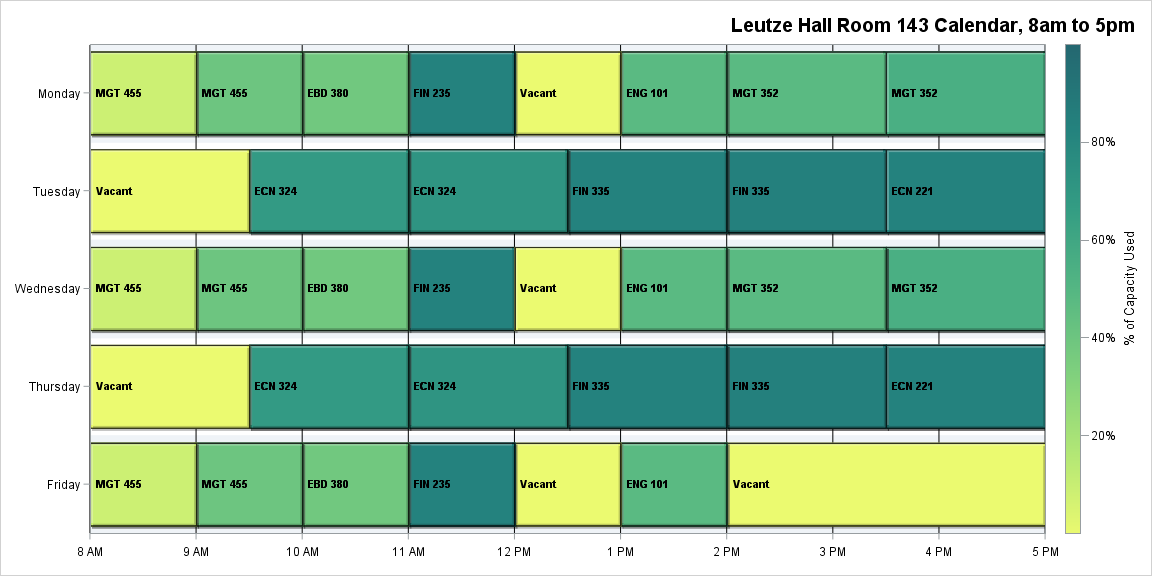 Leutze Hall Room 143 Calendar, 8am to 5pm
Monday MGT 455 MGT 455 EBD 380 FIN 235 Vacant ENG 101 MGT 352 MGT 352
80%
Tuesday Vacant ECN 324 ECN 324 FIN 335 FIN 335 ECN 221
60%
Wednesday MGT 455 MGT 455 EBD 380 FIN 235 Vacant ENG 101 MGT 352 MGT 352
% of Capacity Used
40%
Thursday Vacant ECN 324 ECN 324 FIN 335 FIN 335 ECN 221
20%
Friday MGT 455 MGT 455 EBD 380 FIN 235 Vacant ENG 101 Vacant
8 AM 9 AM 10 AM 11 AM 12 PM 1 PM 2 PM 3 PM 4 PM 5 PM